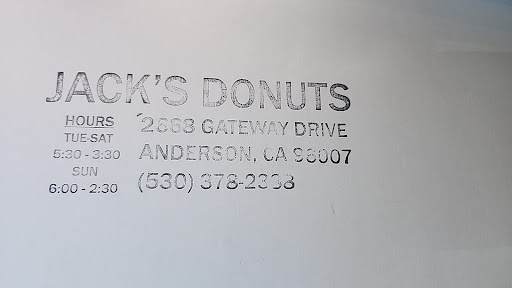 JACK'S DONUTS
HOURS
TUE-SAT
5:30 - 3:30
SUN
6:00 - 2:30
2668 GATEWAY DRIVE
ANDERSON, CA 96007
(530) 378-2338